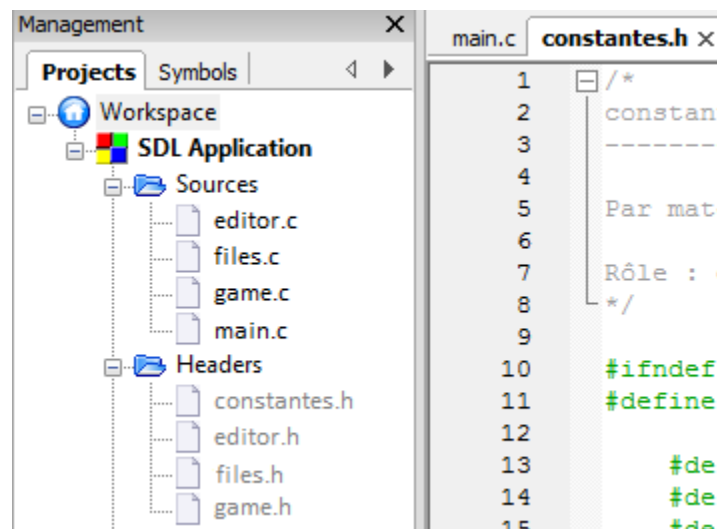 Management
Projects Symbols
Workspace
SDL Application
Sources
editor.c
files.c
game.c
main.c
Headers
constantes.h
editor.h
files.h
game.h
main.c constantes.h
1 /*
2 constan
3 -------
4
5 Par mat
6
7 Rôle :
8 */
9
10 #ifndef
11 #define
12
13 #de
14 #de
15 #de